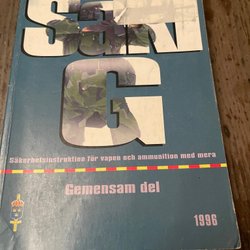 SäkI
G
Säkerhetsinstruktion för vapen och ammunition med mera
Gemensam del
1996